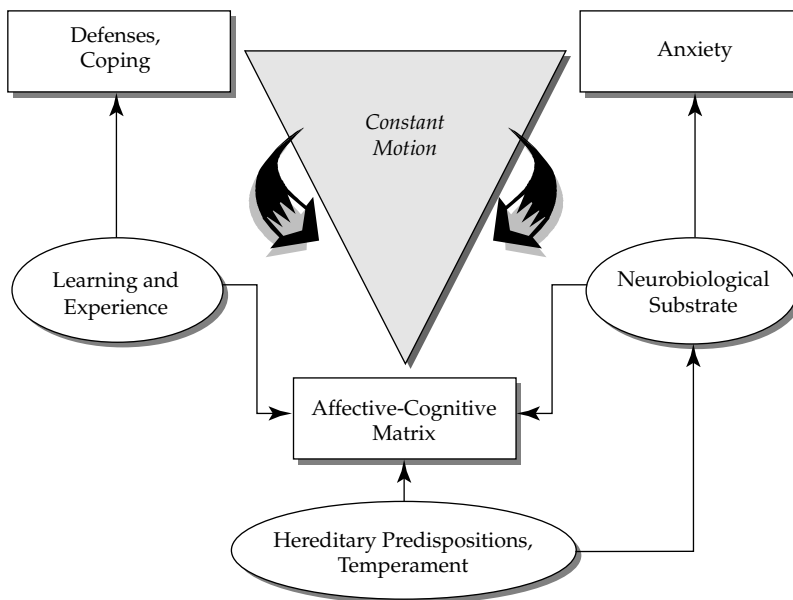 Defenses,
Coping
Anxiety
Constant
Motion
Learning and
Experience
Neurobiological
Substrate
Affective-Cognitive
Matrix
Hereditary Predispositions,
Temperament